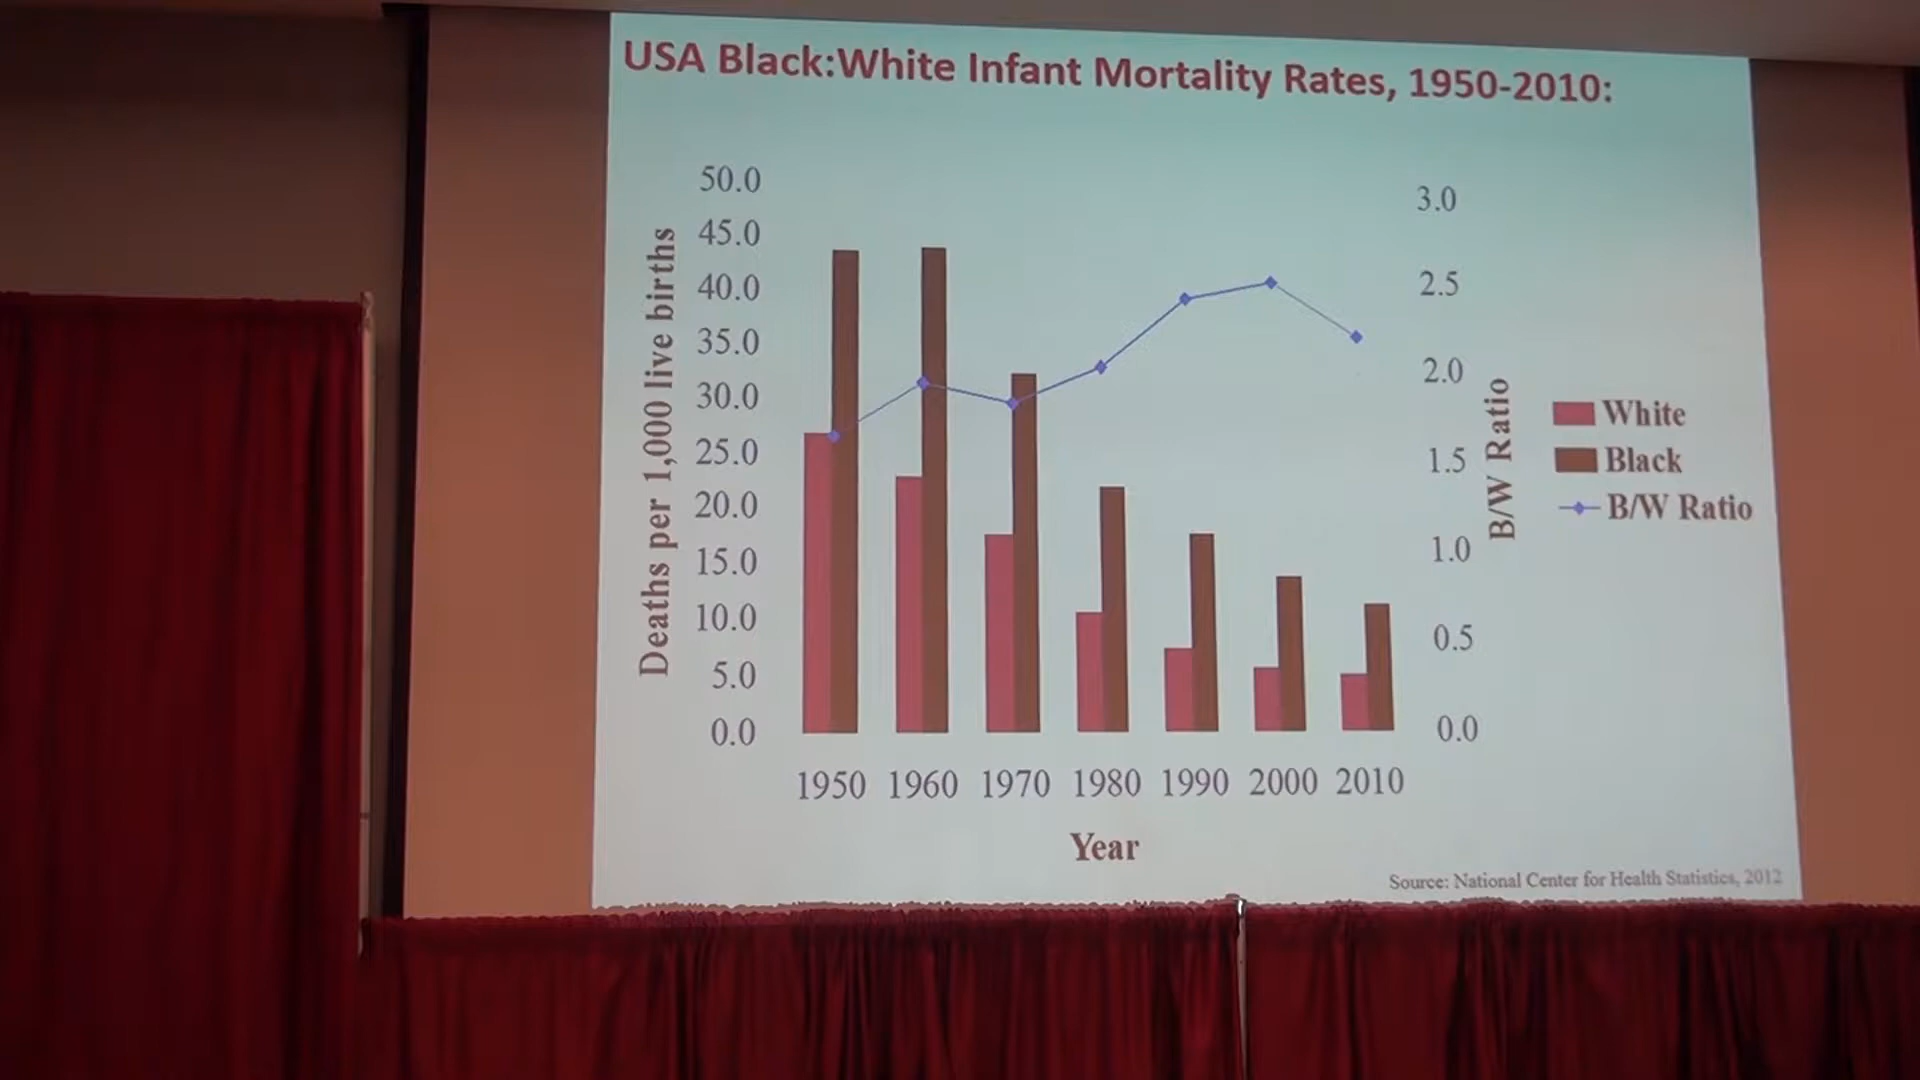 USA Black:White Infant Mortality Rates, 1950-2010:
50.0
45.0
40.0
35.0
30.0
25.0
20.0
15.0
10.0
5.0
0.0
Deaths per 1,000 live births
3.0
2.5
2.0
1.5
1.0
0.5
0.0
B/W Ratio
White
Black
B/W Ratio
1950 1960 1970 1980 1990 2000 2010
Year
Source: National Center for Health Statistics, 2012